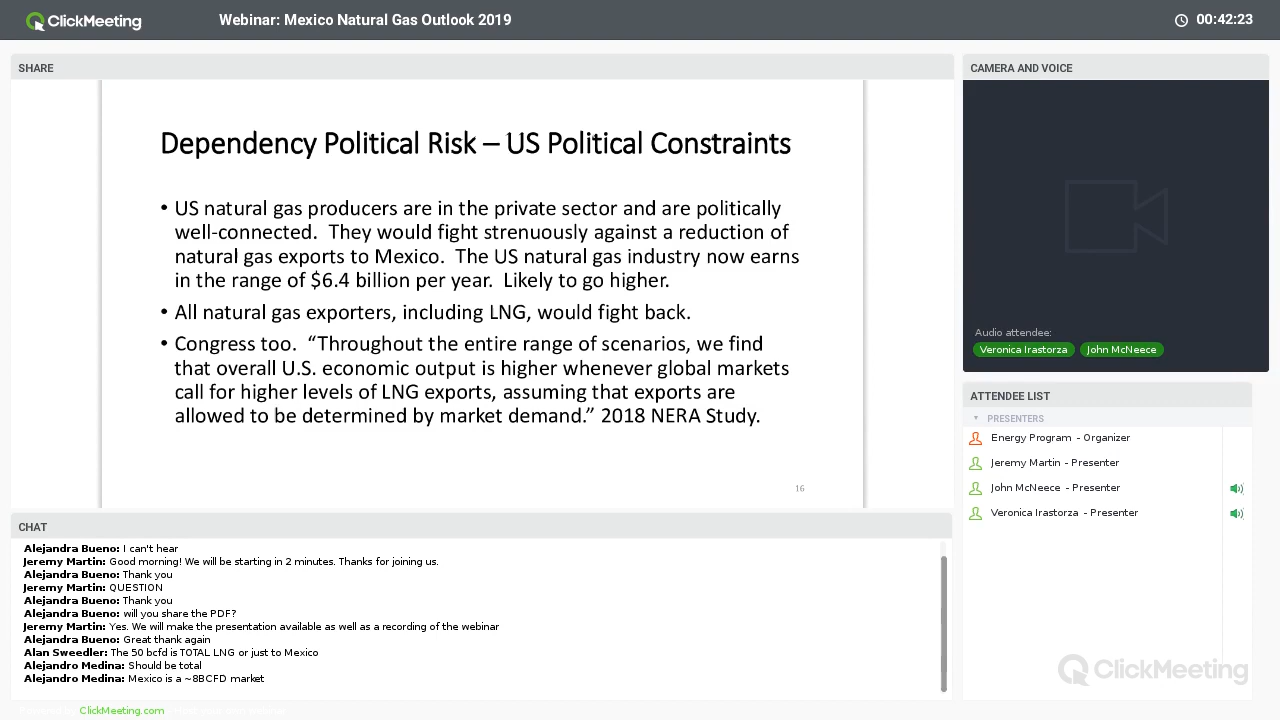 ClickMeeting
Webinar: Mexico Natural Gas Outlook 2019
00:42:23
SHARE
Dependency Political Risk – US Political Constraints
• US natural gas producers are in the private sector and are politically
well-connected. They would fight strenuously against a reduction of
natural gas exports to Mexico. The US natural gas industry now earns
in the range of $6.4 billion per year. Likely to go higher.
• All natural gas exporters, including LNG, would fight back.
• Congress too. “Throughout the entire range of scenarios, we find
that overall U.S. economic output is higher whenever global markets
call for higher levels of LNG exports, assuming that exports are
allowed to be determined by market demand.” 2018 NERA Study.
16
CAMERA AND VOICE
Audio attendee:
Veronica Irastorza
John McNeece
ATTENDEE LIST
PRESENTERS
Energy Program - Organizer
Jeremy Martin - Presenter
John McNeece - Presenter
Veronica Irastorza - Presenter
CHAT
Alejandra Bueno: I can't hear
Jeremy Martin: Good morning! We will be starting in 2 minutes. Thanks for joining us.
Alejandra Bueno: Thank you
Jeremy Martin: QUESTION
Alejandra Bueno: Thank you
Alejandra Bueno: will you share the PDF?
Jeremy Martin: Yes. We will make the presentation available as well as a recording of the webinar
Alejandra Bueno: Great thank again
Alan Sweedler: The 50 bcfd is TOTAL LNG or just to Mexico
Alejandro Medina: Should be total
Alejandro Medina: Mexico is a ~8BCFD market
ClickMeeting
ClickMeeting.com